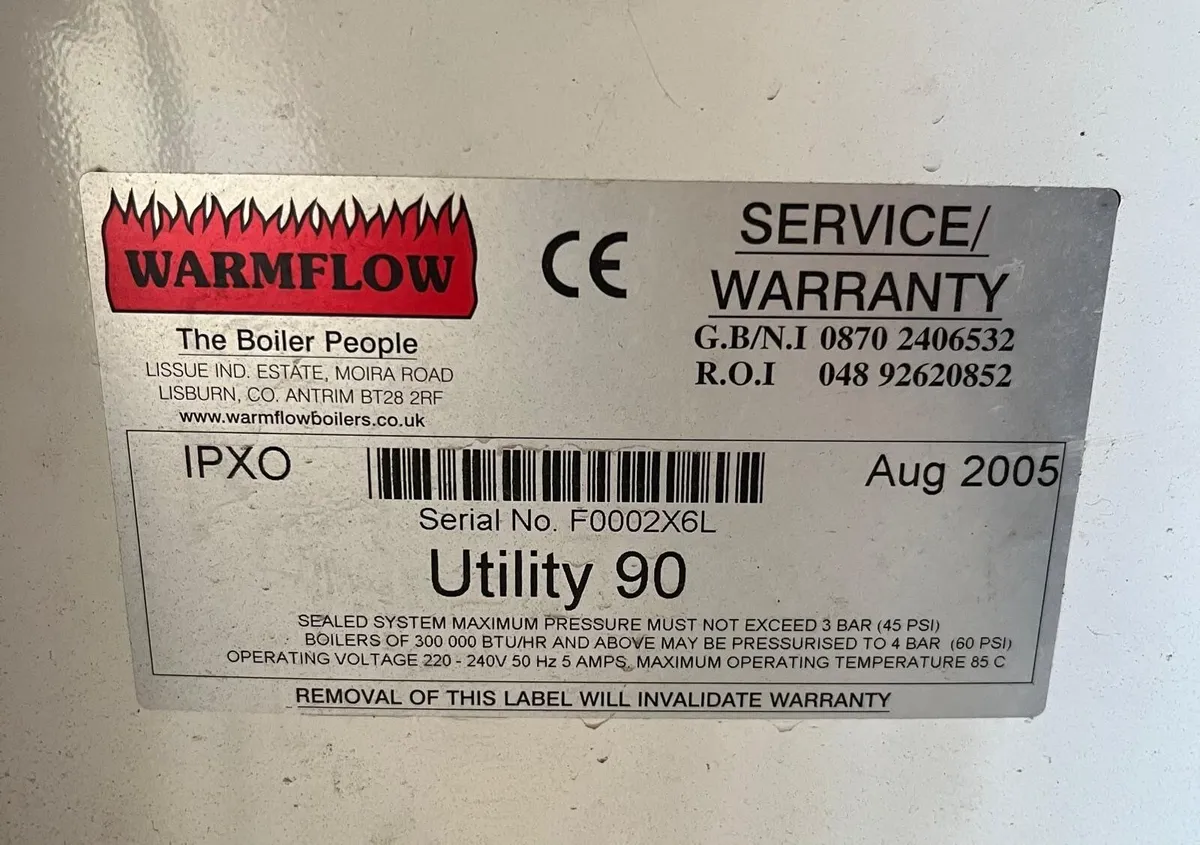 WARMFLOW
The Boiler People
LISSUE IND. ESTATE, MOIRA ROAD
LISBURN, CO. ANTRIM BT28 2RF
www.warmflowboilers.co.uk
CE
SERVICE/
WARRANTY
G.B/N.I 0870 2406532
R.O.I 048 92620852
IPXO
Aug 2005
Serial No. F0002X6L
Utility 90
SEALED SYSTEM MAXIMUM PRESSURE MUST NOT EXCEED 3 BAR (45 PSI)
BOILERS OF 300 000 BTU/HR AND ABOVE MAY BE PRESSURISED TO 4 BAR (60 PSI)
OPERATING VOLTAGE 220 - 240V 50 Hz 5 AMPS. MAXIMUM OPERATING TEMPERATURE 85 C
REMOVAL OF THIS LABEL WILL INVALIDATE WARRANTY